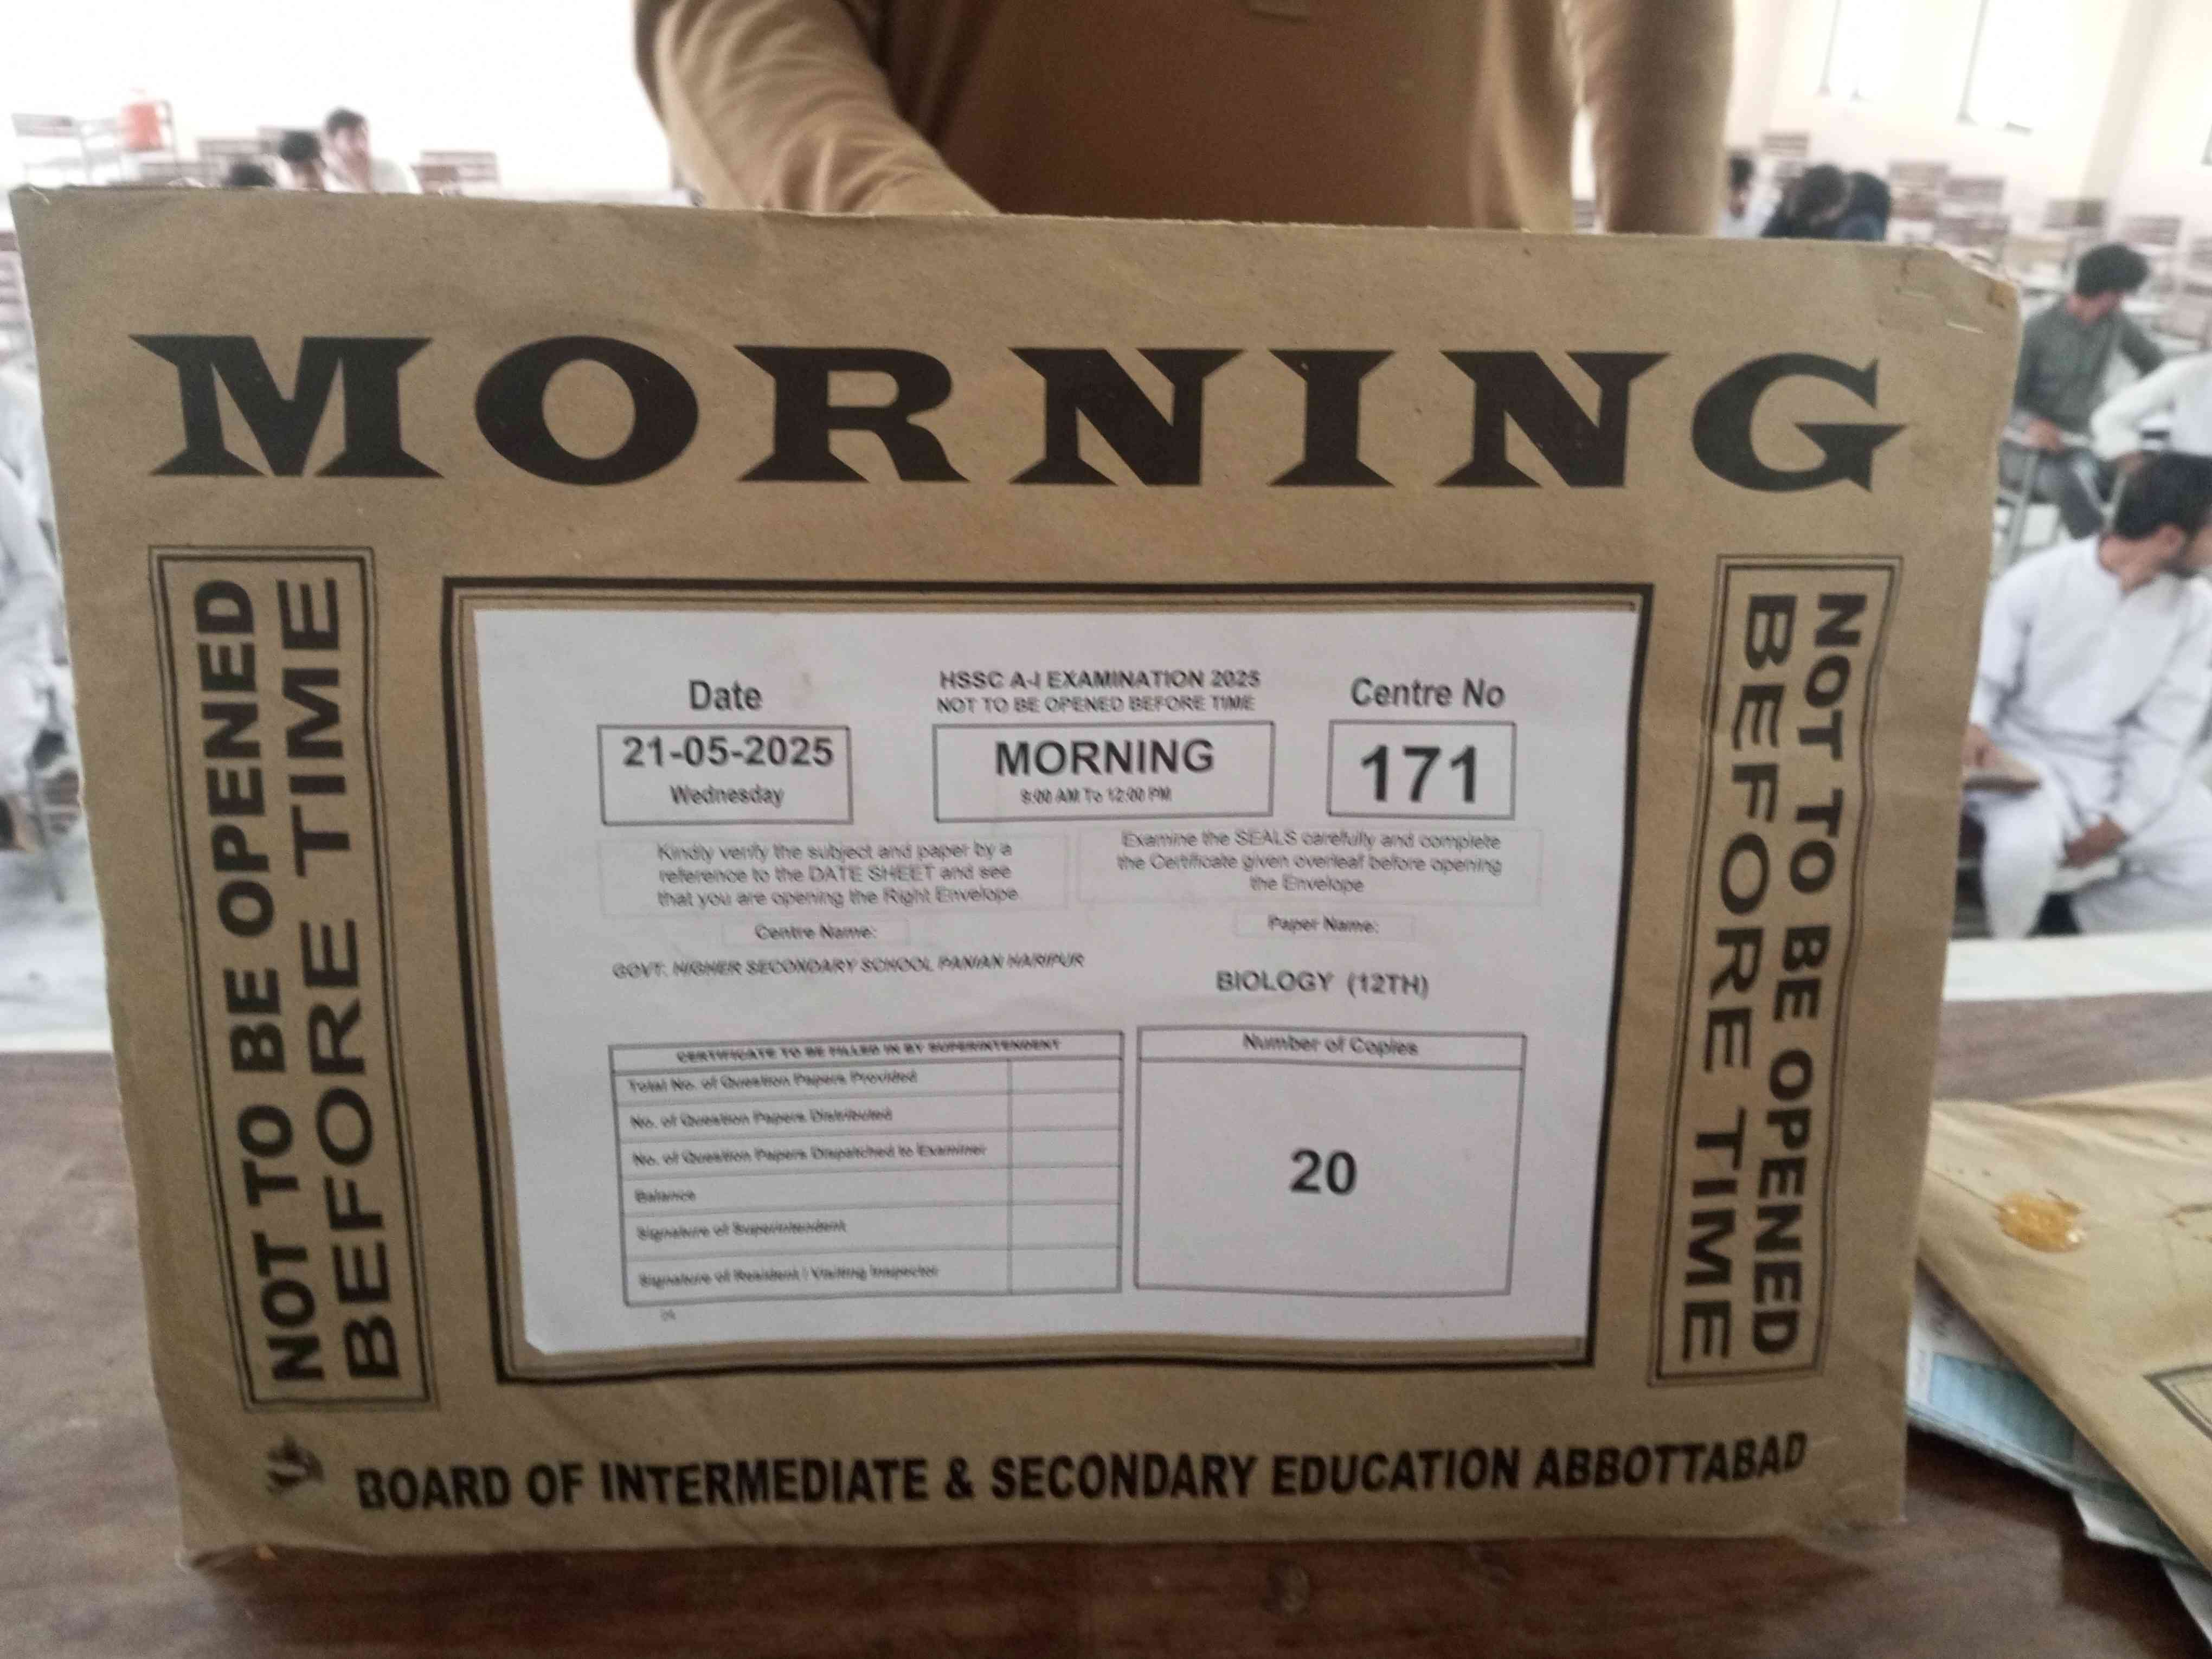 MORNING
NOT TO BE OPENED
BEFORE TIME
Date
21-05-2025
Wednesday
HSSC A-I EXAMINATION 2025
NOT TO BE OPENED BEFORE TIME
MORNING
9:00 AM To 12:00 PM
Centre No
171
Kindly verify the subject and paper by a
reference to the DATE SHEET and see
that you are opening the Right Envelope
Examine the SEALS carefully and complete
the Certificate given overleaf before opening
the Envelope
Centre Name:
GOVT. HIGHER SECONDARY SCHOOL PANIAN HARIPUR
Paper Name:
BIOLOGY (12TH)
CERTIFICATE TO BE FILLED IN BY SUPERINTENDENT
Total No. of Question Papers Provided
No. of Question Papers Distributed
No. of Question Papers Dispatched to Examiner
Balance
Signature of Superintendent
Signature of Resident / Visiting Inspector
Number of Copies
20
NOT TO BE OPENED
BEFORE TIME
BOARD OF INTERMEDIATE & SECONDARY EDUCATION ABBOTTABAD